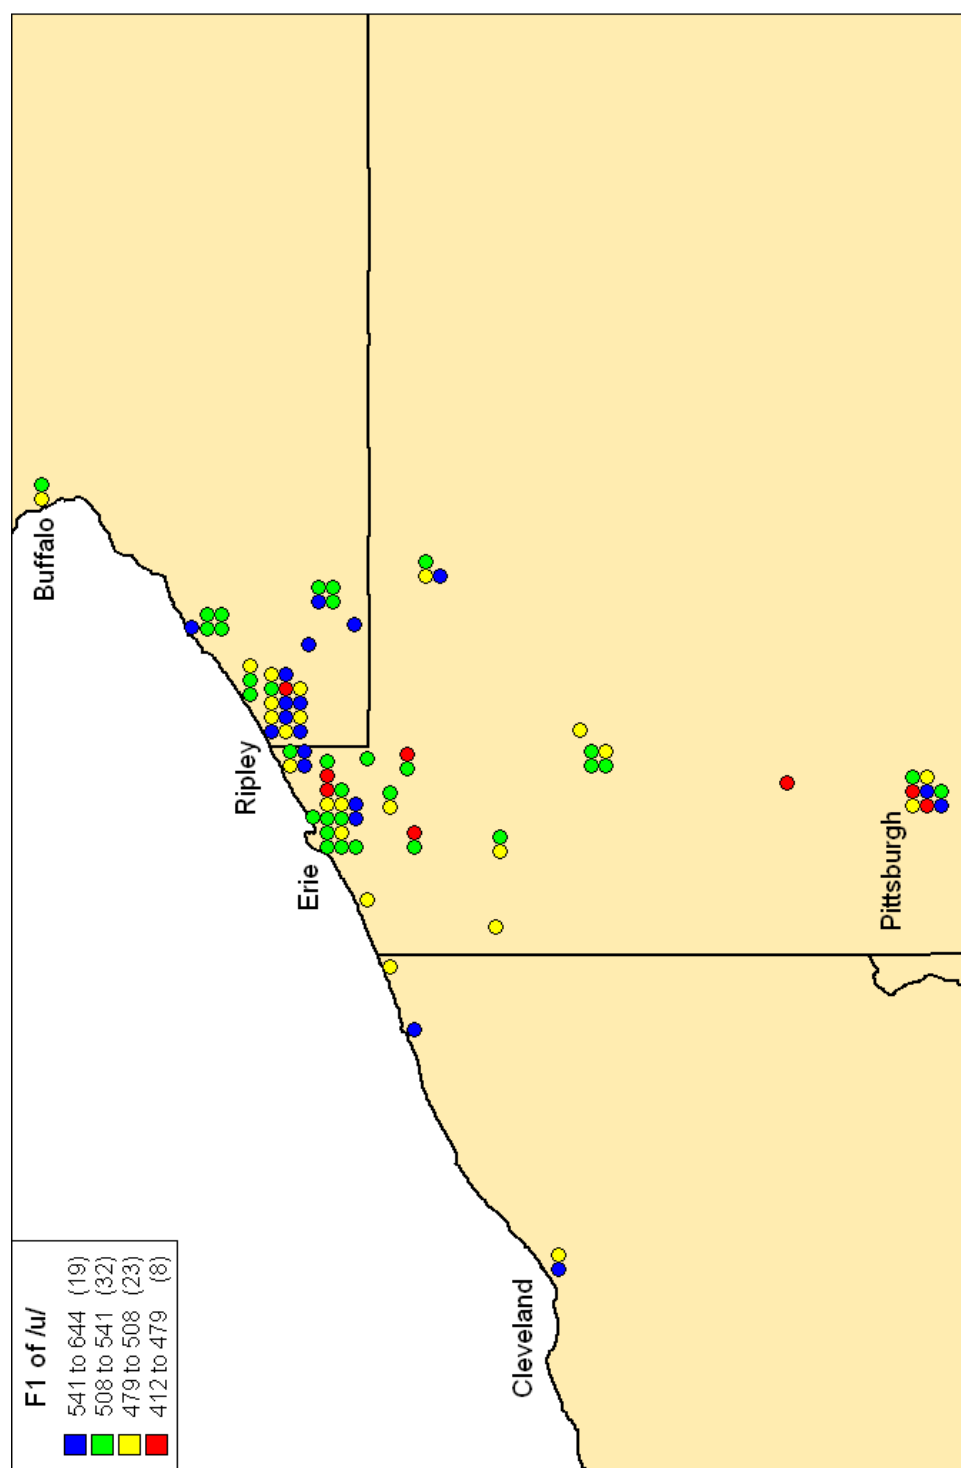 F1 of /u/
541 to 644 (19)
508 to 541 (32)
479 to 508 (23)
412 to 479 (8)
Buffalo
Ripley
Erie
Cleveland
Pittsburgh